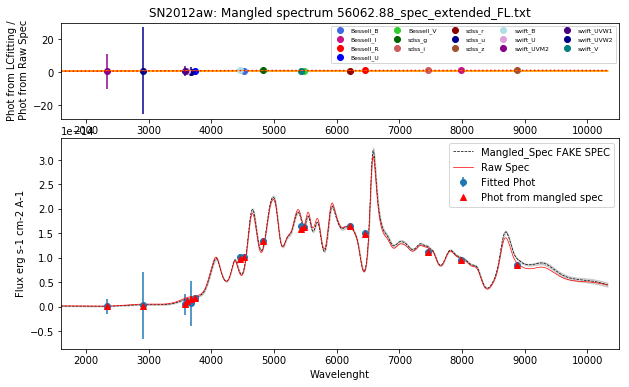 SN2012aw: Mangled spectrum 56062.88_spec_extended_FL.txt
Phot from LCfitting /
Phot from Raw Spec
20
0
−20
Bessell_B
Bessell_I
Bessell_R
Bessell_U
Bessell_V
sdss_g
sdss_i
sdss_r
sdss_u
sdss_z
swift_B
swift_U
swift_UVM2
swift_UVW1
swift_UVW2
swift_V
2000 3000 4000 5000 6000 7000 8000 9000 10000
1e−14
Flux erg s-1 cm-2 A-1
3.0
2.5
2.0
1.5
1.0
0.5
0.0
−0.5
Mangled_Spec FAKE SPEC
Raw Spec
Fitted Phot
Phot from mangled spec
2000 3000 4000 5000 6000 7000 8000 9000 10000
Wavelenght